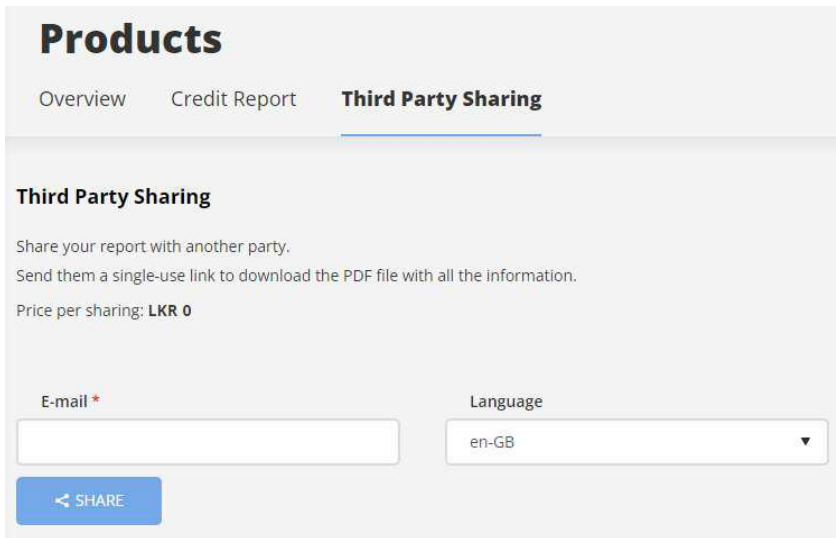 Products
Overview Credit Report Third Party Sharing
Third Party Sharing
Share your report with another party.
Send them a single-use link to download the PDF file with all the information.
Price per sharing: LKR 0
E-mail * Language
en-GB
SHARE